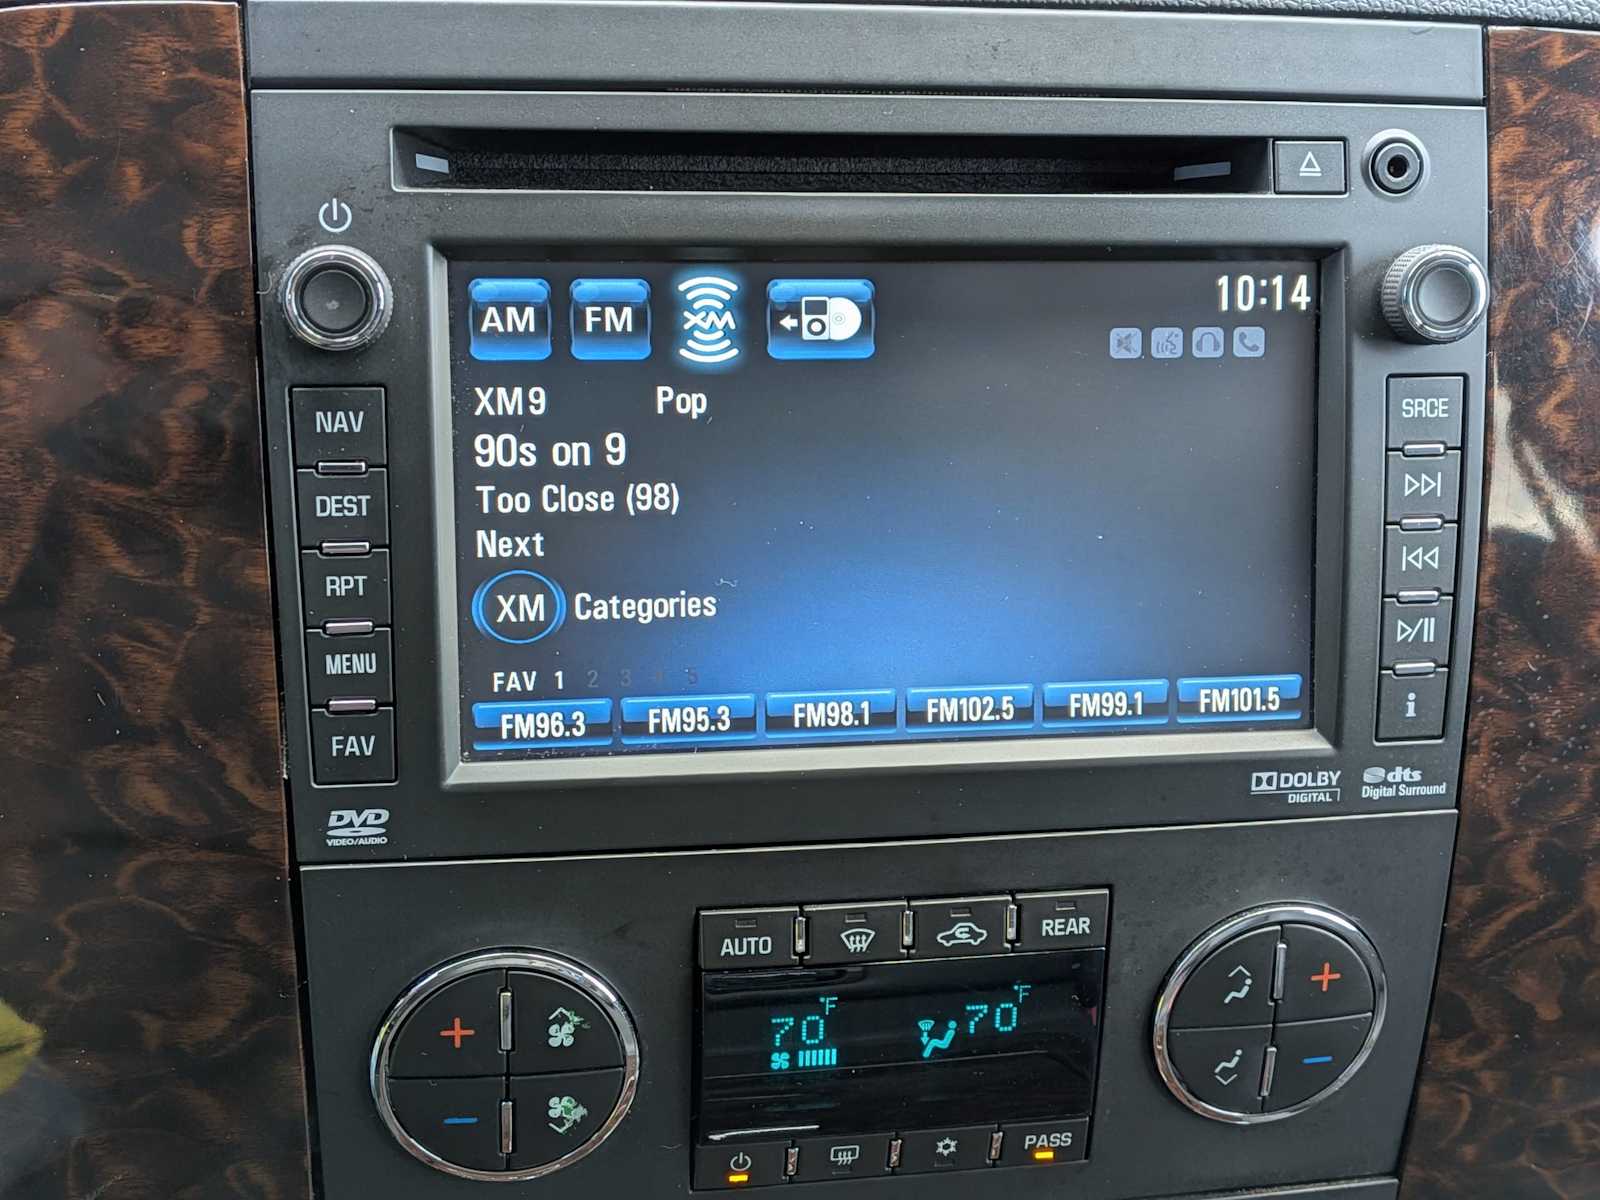 AM FM XM 10:14
XM9 Pop
90s on 9
Too Close (98)
Next
XM Categories
FAV 1 2 3 4 5
FM96.3 FM95.3 FM98.1 FM102.5 FM99.1 FM101.5
NAV
DEST
RPT
MENU
FAV
SRCE
i
DVD
VIDEO/AUDIO
DOLBY
DIGITAL
dts
Digital Surround
AUTO REAR
70°F 70°F
PASS